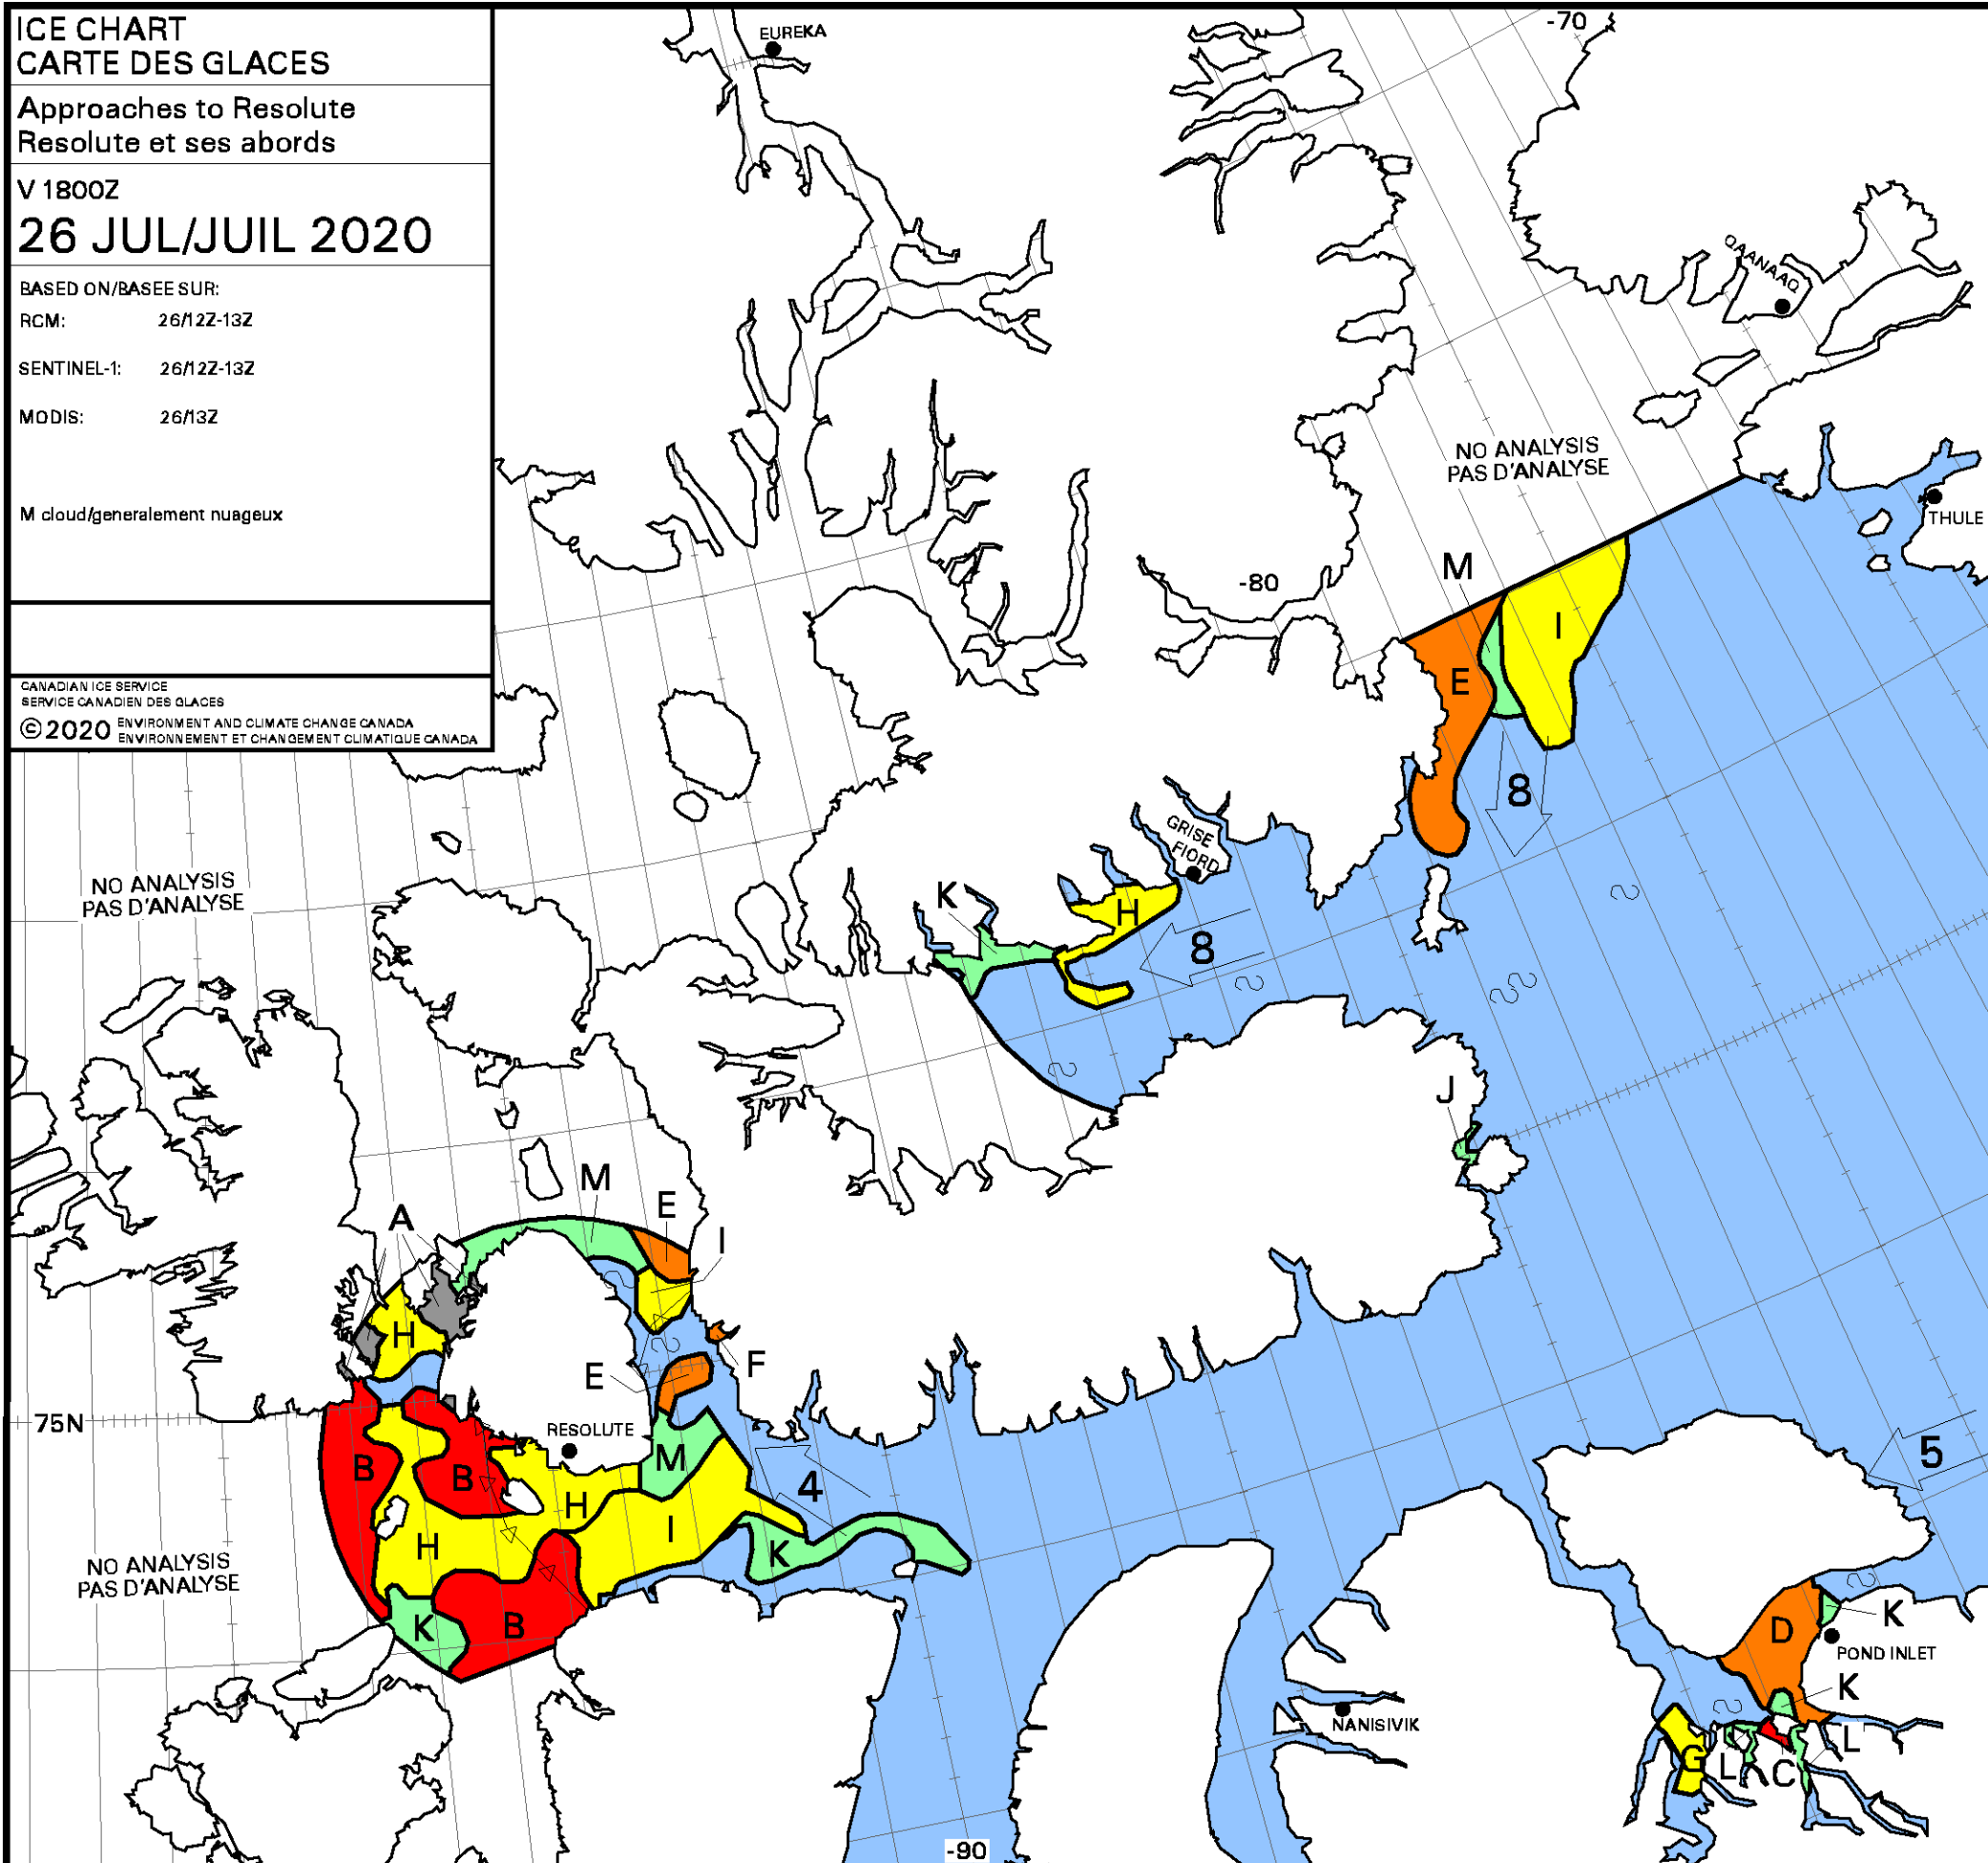 ICE CHART
CARTE DES GLACES
Approaches to Resolute
Resolute et ses abords
V 1800Z
26 JUL/JUIL 2020
BASED ON/BASEE SUR:
RCM: 26/12Z-13Z
SENTINEL-1: 26/12Z-13Z
MODIS: 26/13Z
M cloud/generalement nuageux
CANADIAN ICE SERVICE
SERVICE CANADIEN DES GLACES
© 2020 ENVIRONMENT AND CLIMATE CHANGE CANADA
ENVIRONNEMENT ET CHANGEMENT CLIMATIQUE CANADA
-70
EUREKA
QAANAAQ
NO ANALYSIS
PAS D'ANALYSE
THULE
M
-80
I
E
8
GRISE
FIORD
NO ANALYSIS
PAS D'ANALYSE
K
H
8
J
M
E
A
I
H
F
E
75N
RESOLUTE
B
B
M
4
5
H
I
H
K
NO ANALYSIS
PAS D'ANALYSE
K
B
D
K
POND INLET
K
NANISIVIK
L
G
L
C
-90